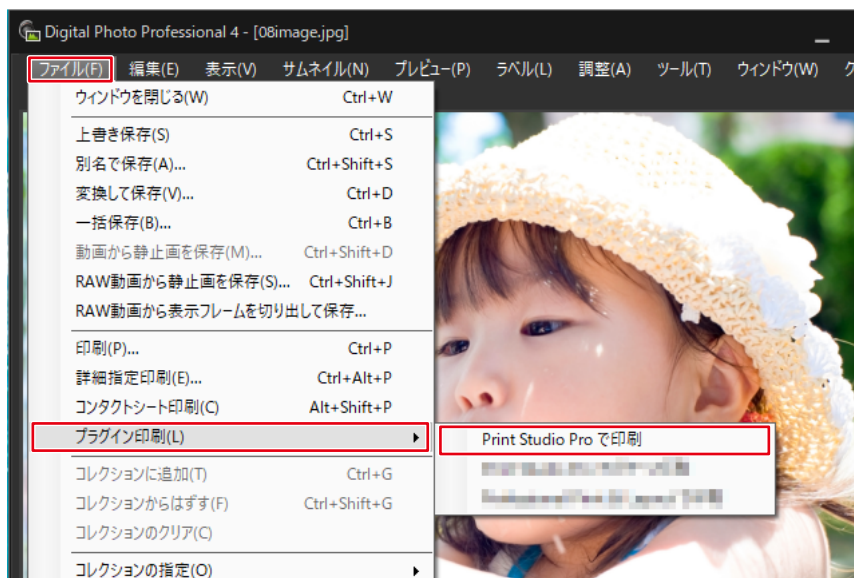 Digital Photo Professional 4 - [08image.jpg]
ファイル(F) 編集(E) 表示(V) サムネイル(N) プレビュー(P) ラベル(L) 調整(A) ツール(T) ウィンドウ(W)
ウィンドウを閉じる(W) Ctrl+W
上書き保存(S) Ctrl+S
別名で保存(A)... Ctrl+Shift+S
変換して保存(V)... Ctrl+D
一括保存(B)... Ctrl+B
動画から静止画を保存(M)... Ctrl+Shift+D
RAW動画から静止画を保存(S)... Ctrl+Shift+J
RAW動画から表示フレームを切り出して保存...
印刷(P)... Ctrl+P
詳細指定印刷(E)... Ctrl+Alt+P
コンタクトシート印刷(C) Alt+Shift+P
プラグイン印刷(L)
Print Studio Pro で印刷
コレクションに追加(T) Ctrl+G
コレクションからはずす(F) Ctrl+Shift+G
コレクションのクリア(C)
コレクションの指定(O)